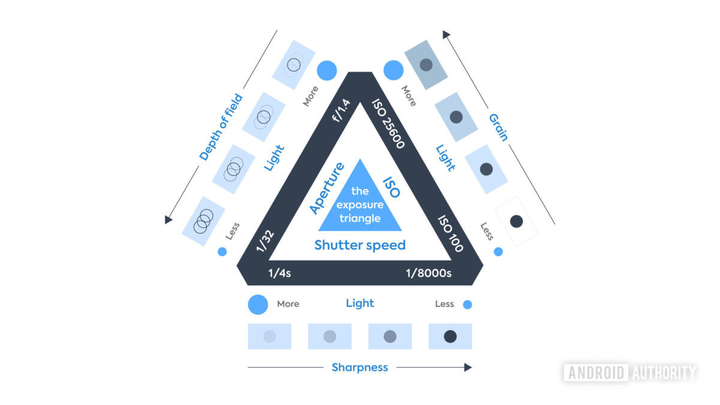 More
More
f/1.4
ISO 25600
Depth of field
Grain
Light
Light
Aperture
ISO
the
exposure
triangle
Less
Less
1/32
ISO 100
Shutter speed
1/4s
1/8000s
More
Light
Less
Sharpness
ANDROID AUTHORITY